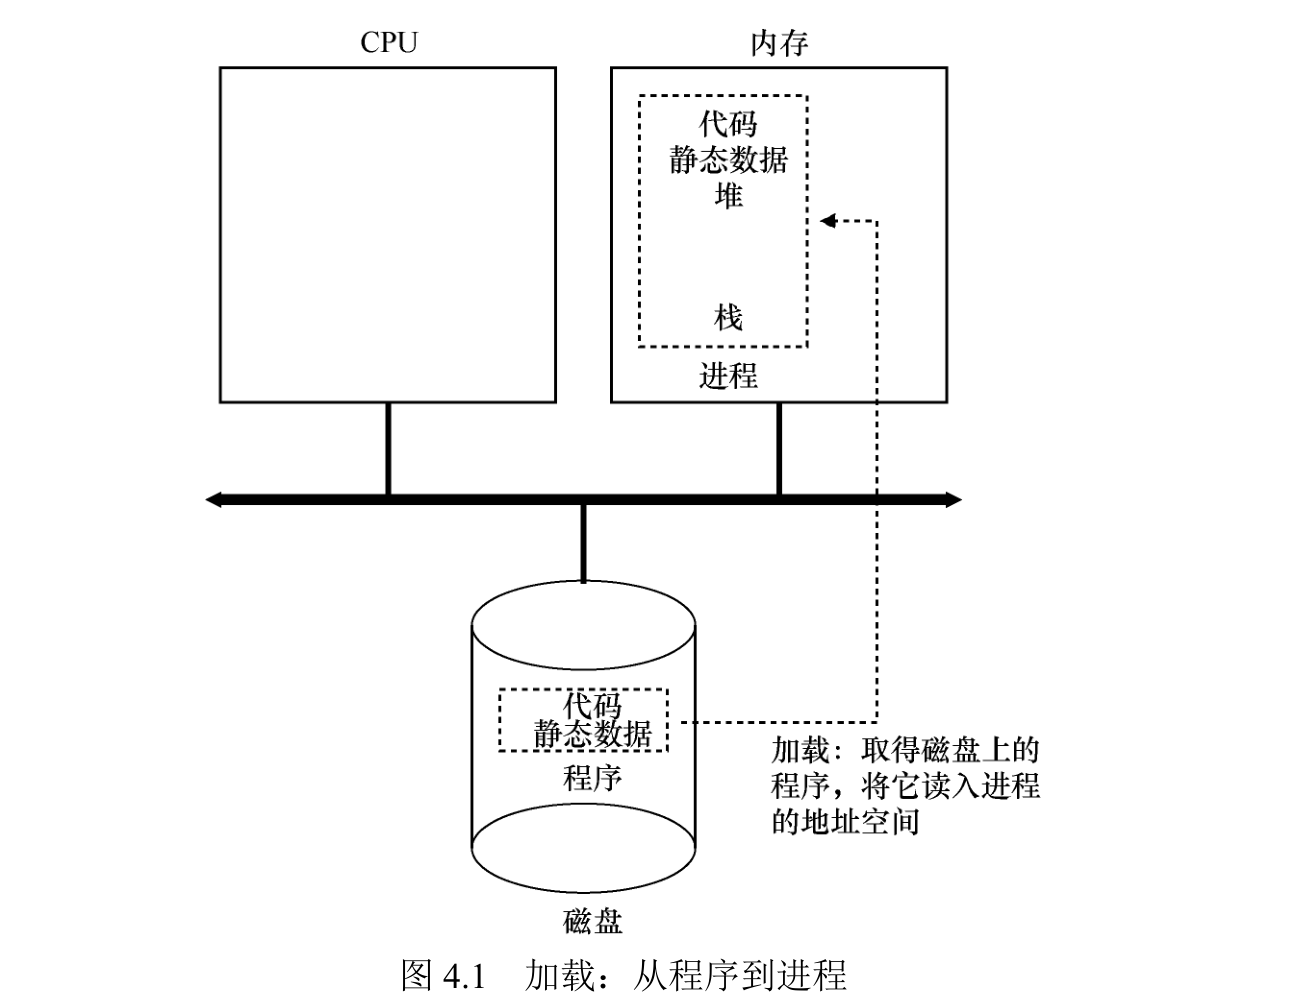 CPU
内存
代码
静态数据
堆
栈
进程
代码
静态数据
程序
加载：取得磁盘上的
程序，将它读入进程
的地址空间
磁盘
图 4.1 加载：从程序到进程